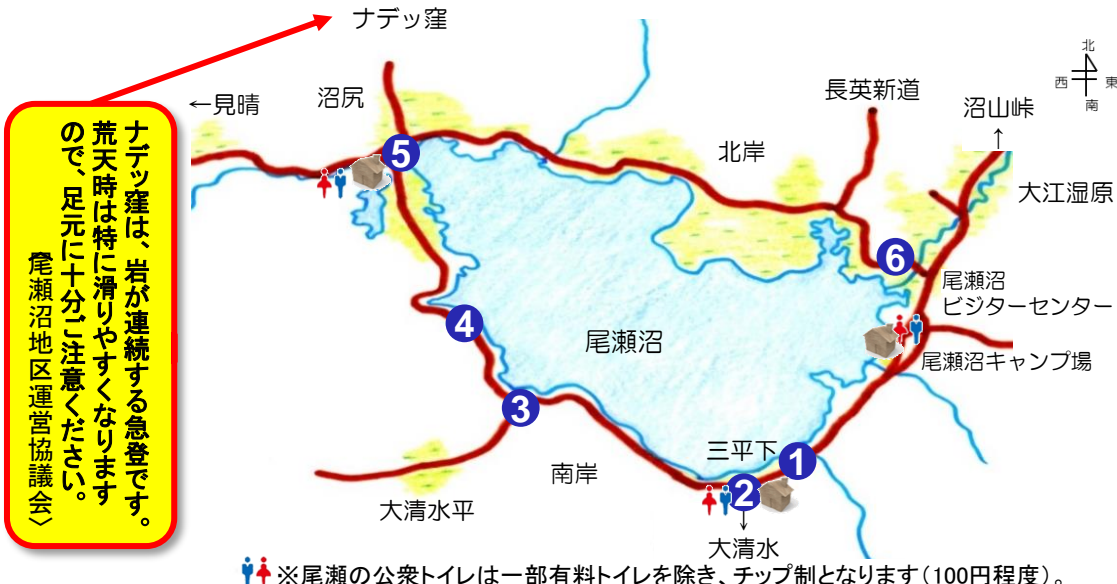 ナデッ窪
←見晴
沼尻
長英新道
沼山峠
↑
北
西 東
南
北岸
大江湿原
尾瀬沼
ビジターセンター
尾瀬沼キャンプ場
尾瀬沼
三平下
南岸
大清水平
↓
大清水
1
2
3
4
5
6
ナデッ窪は、岩が連続する急登です。
荒天時は特に滑りやすくなります
ので、足元に十分ご注意ください。
〈尾瀬沼地区運営協議会〉
※尾瀬の公衆トイレは一部有料トイレを除き、チップ制となります(100円程度)。